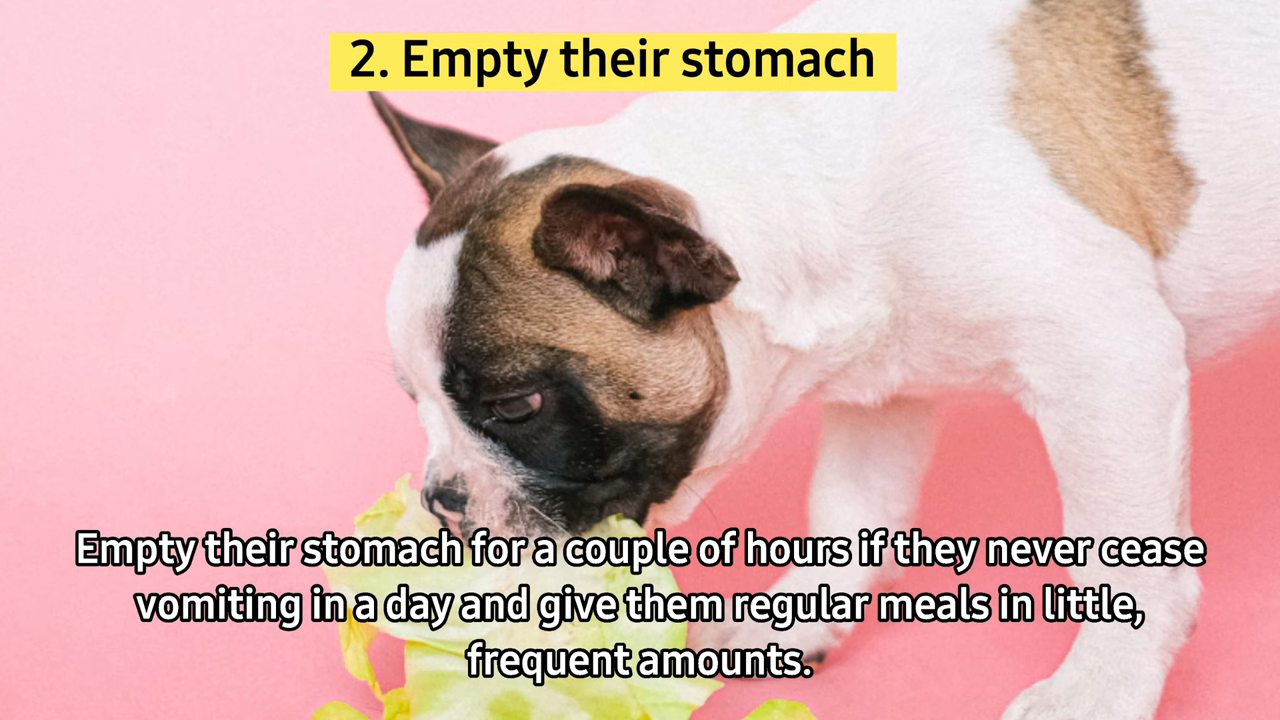 2. Empty their stomach
Empty their stomach for a couple of hours if they never cease
vomiting in a day and give them regular meals in little,
frequent amounts.